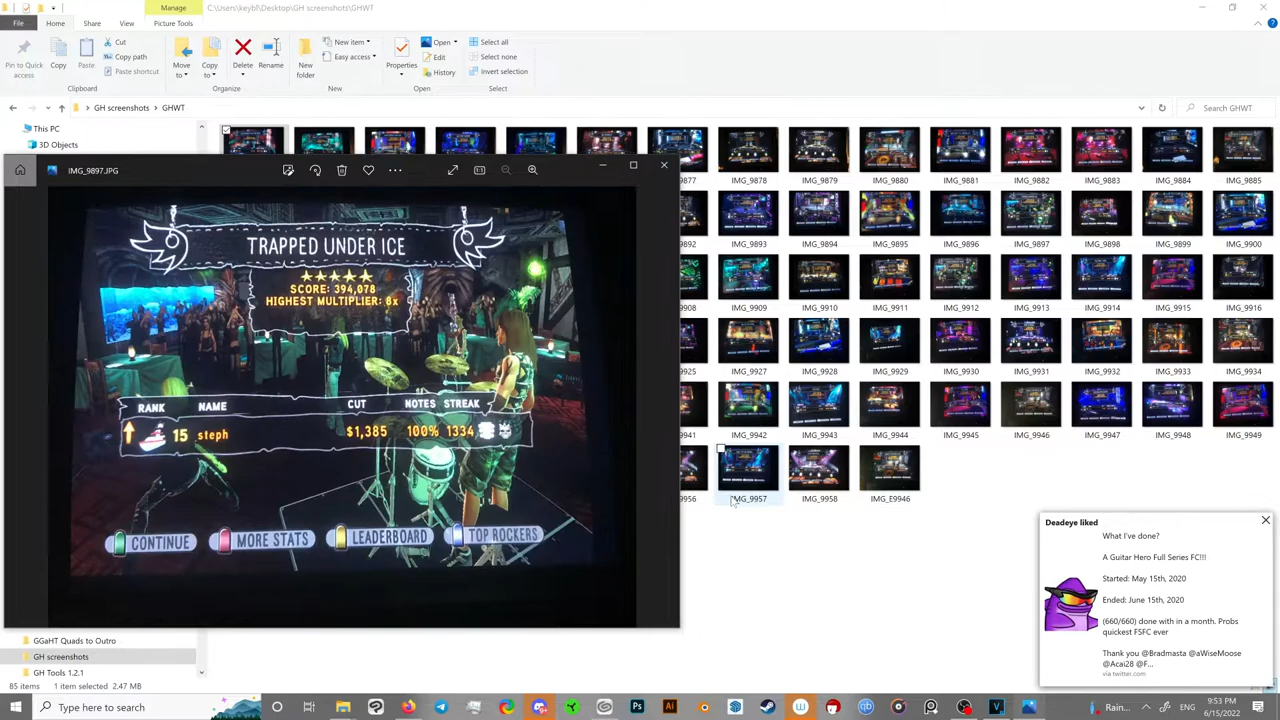 Manage
C:\Users\keybl\Desktop\GH screenshots\GHWT
File Home Share View Picture Tools
Pin to Quick access
Copy
Paste
Cut
Copy path
Paste shortcut
Clipboard
Move to
Copy to
Delete
Rename
Organize
New folder
New item
Easy access
New
Properties
Open
Edit
History
Open
Select all
Select none
Invert selection
Select
GH screenshots > GHWT
Search GHWT
This PC
3D Objects
IMG_9897.JPG
TRAPPED UNDER ICE
SCORE: 394,078
HIGHEST MULTIPLIER: 8x
RANK NAME CUT NOTES STREAK
15 steph $1,385 100% 1334
CONTINUE MORE STATS LEADERBOARD TOP ROCKERS
9877 IMG_9878 IMG_9879 IMG_9880 IMG_9881 IMG_9882 IMG_9883 IMG_9884 IMG_9885
9892 IMG_9893 IMG_9894 IMG_9895 IMG_9896 IMG_9897 IMG_9898 IMG_9899 IMG_9900
9908 IMG_9909 IMG_9910 IMG_9911 IMG_9912 IMG_9913 IMG_9914 IMG_9915 IMG_9916
9925 IMG_9927 IMG_9928 IMG_9929 IMG_9930 IMG_9931 IMG_9932 IMG_9933 IMG_9934
9941 IMG_9942 IMG_9943 IMG_9944 IMG_9945 IMG_9946 IMG_9947 IMG_9948 IMG_9949
9956 IMG_9957 IMG_9958 IMG_E9946
Deadeye liked
What I've done?
A Guitar Hero Full Series FC!!!
Started: May 15th, 2020
Ended: June 15th, 2020
(660/660) done with in a month. Probs
quickest FSFC ever
Thank you @Bradmasta @aWiseMoose
@Acai28 @F...
via twitter.com
GGaHT Quads to Outro
GH screenshots
GH Tools 1.2.1
85 items 1 item selected 2.47 MB
Type here to search
Rain...
ENG
9:53 PM
6/15/2022